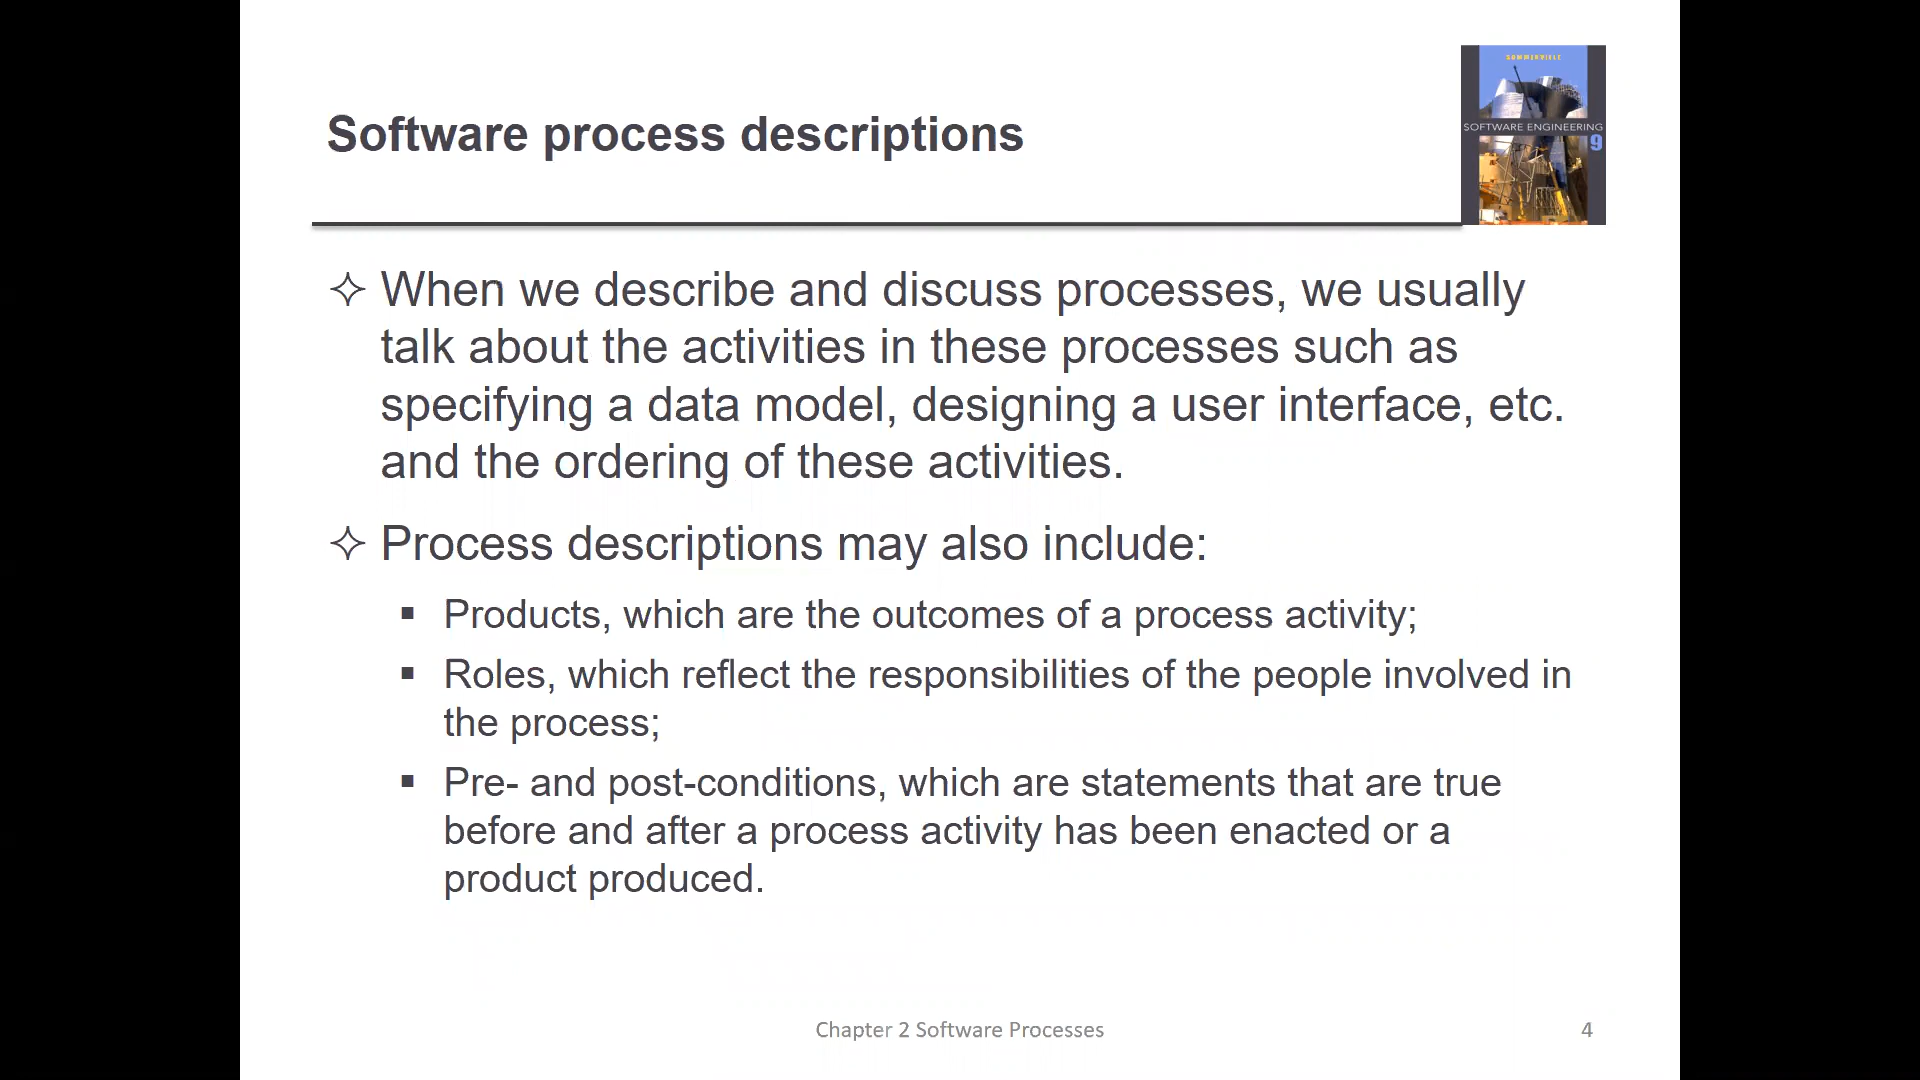 SOMMERVILLE
SOFTWARE ENGINEERING
9
Software process descriptions
✧ When we describe and discuss processes, we usually
talk about the activities in these processes such as
specifying a data model, designing a user interface, etc.
and the ordering of these activities.
✧ Process descriptions may also include:
▪ Products, which are the outcomes of a process activity;
▪ Roles, which reflect the responsibilities of the people involved in
the process;
▪ Pre- and post-conditions, which are statements that are true
before and after a process activity has been enacted or a
product produced.
Chapter 2 Software Processes
4